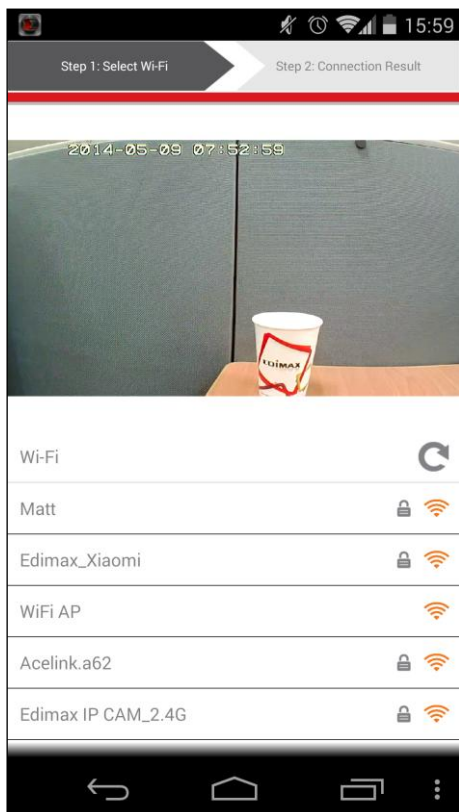 15:59
Step 1: Select Wi-Fi
Step 2: Connection Result
2014-05-09 07:52:59
EDIMAX
Wi-Fi
Matt
Edimax_Xiaomi
WiFi AP
Acelink.a62
Edimax IP CAM_2.4G